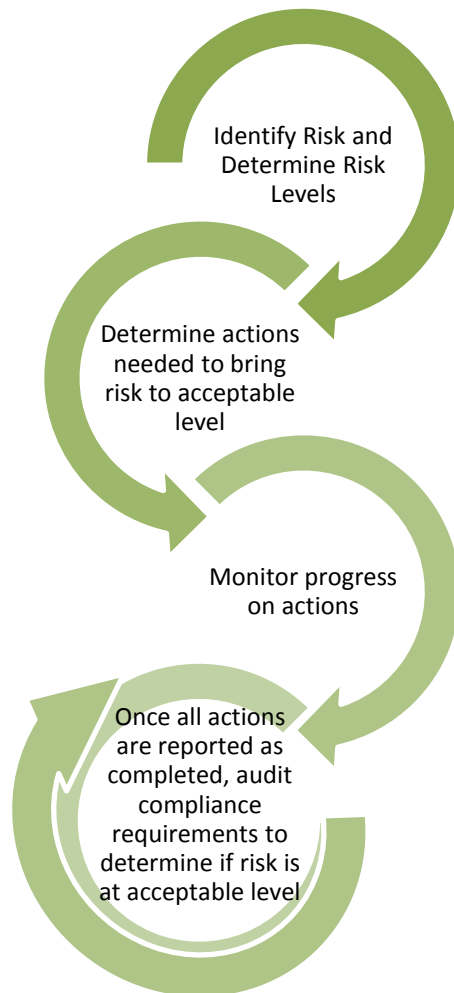 Identify Risk and
Determine Risk
Levels
Determine actions
needed to bring
risk to acceptable
level
Monitor progress
on actions
Once all actions
are reported as
completed, audit
compliance
requirements to
determine if risk is
at acceptable level